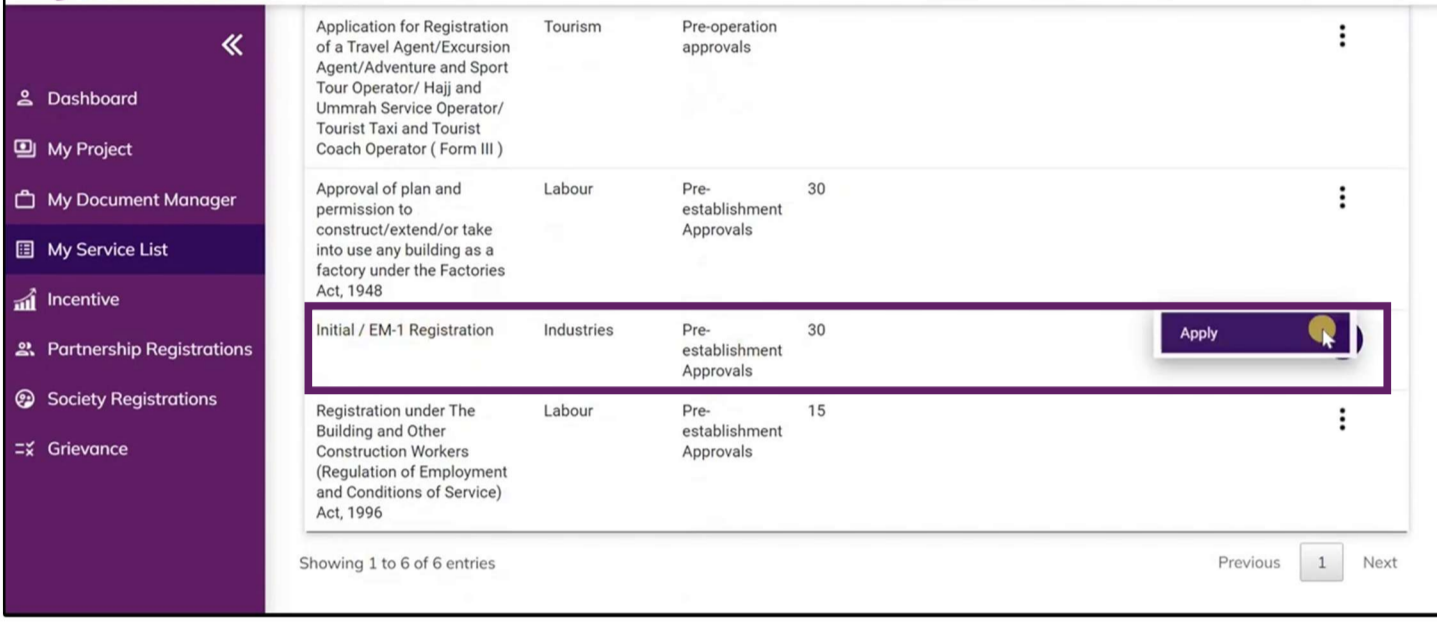 Dashboard
My Project
My Document Manager
My Service List
Incentive
Partnership Registrations
Society Registrations
Grievance
Application for Registration
of a Travel Agent/Excursion
Agent/Adventure and Sport
Tour Operator/ Hajj and
Ummrah Service Operator/
Tourist Taxi and Tourist
Coach Operator ( Form III )
Tourism
Pre-operation
approvals
Approval of plan and
permission to
construct/extend/or take
into use any building as a
factory under the Factories
Act, 1948
Labour
Pre-
establishment
Approvals
30
Initial / EM-1 Registration
Industries
Pre-
establishment
Approvals
30
Apply
Registration under The
Building and Other
Construction Workers
(Regulation of Employment
and Conditions of Service)
Act, 1996
Labour
Pre-
establishment
Approvals
15
Showing 1 to 6 of 6 entries
Previous 1 Next